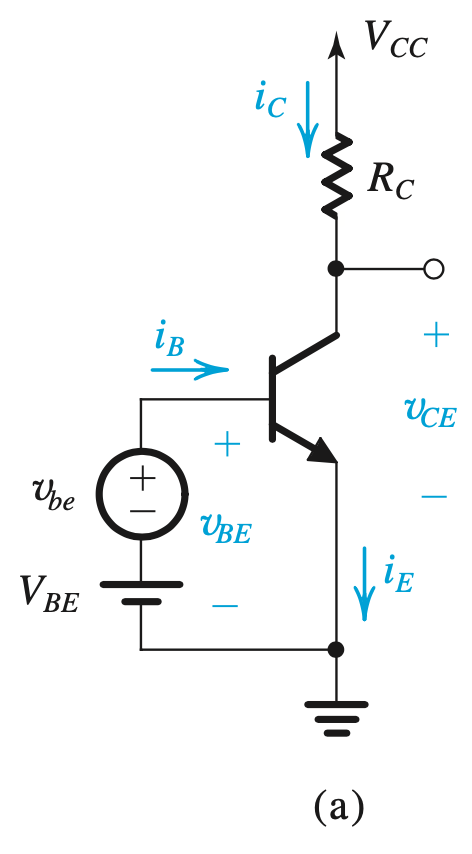 V_CC
i_C
R_C
i_B
+
+
v_CE
+
−
v_be
v_BE
−
V_BE
−
i_E
(a)